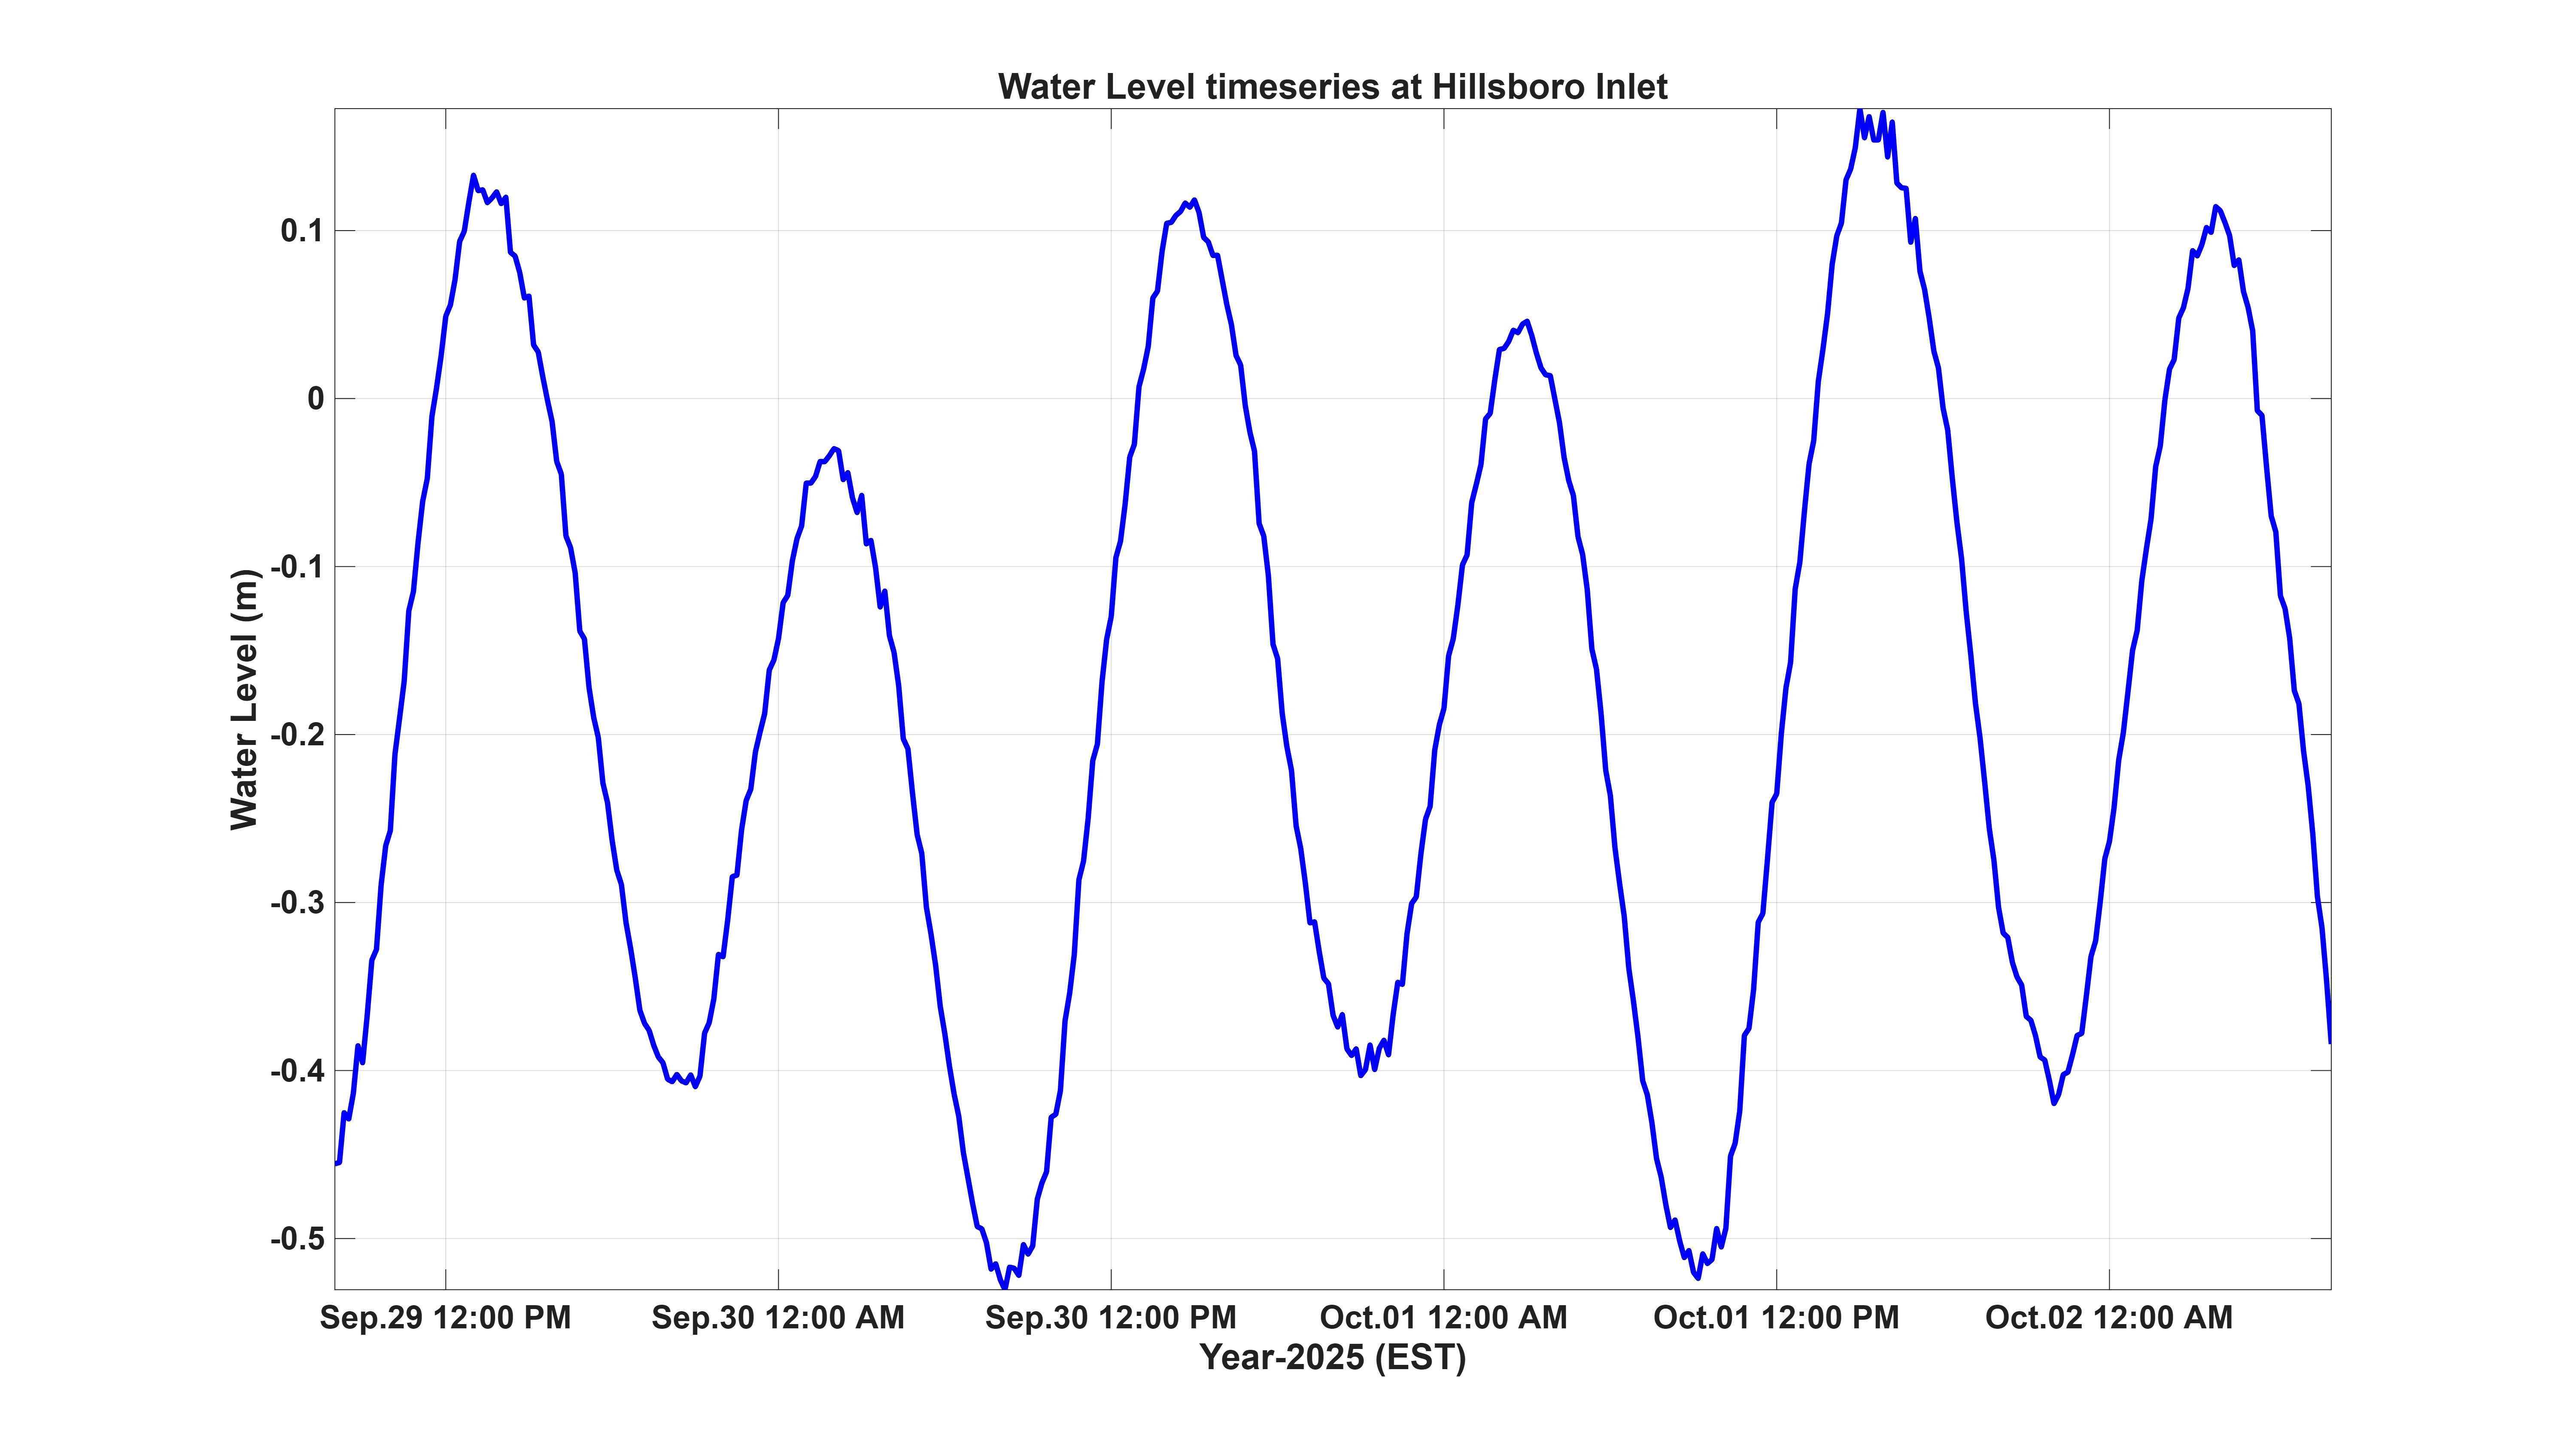 Water Level timeseries at Hillsboro Inlet
0.1
0
-0.1
-0.2
-0.3
-0.4
-0.5
Water Level (m)
Sep.29 12:00 PM Sep.30 12:00 AM Sep.30 12:00 PM Oct.01 12:00 AM Oct.01 12:00 PM Oct.02 12:00 AM
Year-2025 (EST)